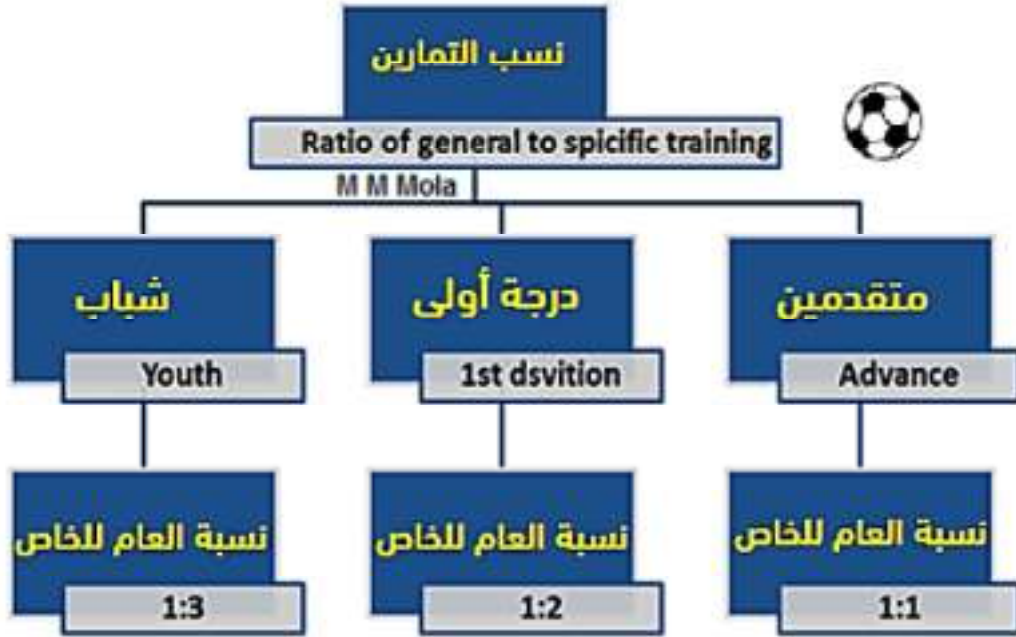 نسب التمارين
Ratio of general to spicific training
M M Mola
شباب
Youth
درجة أولى
1st dsvition
متقدمين
Advance
نسبة العام للخاص
1:3
نسبة العام للخاص
1:2
نسبة العام للخاص
1:1